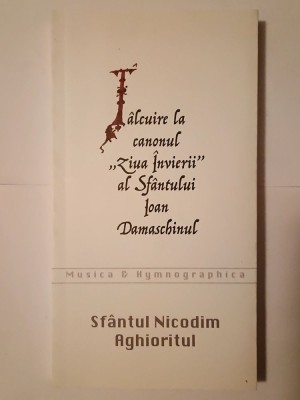 Tâlcuire la
canonul
„Ziua Învierii”
al Sfântului
Ioan
Damaschinul
Musica & Hymnographica
Sfântul Nicodim
Aghioritul